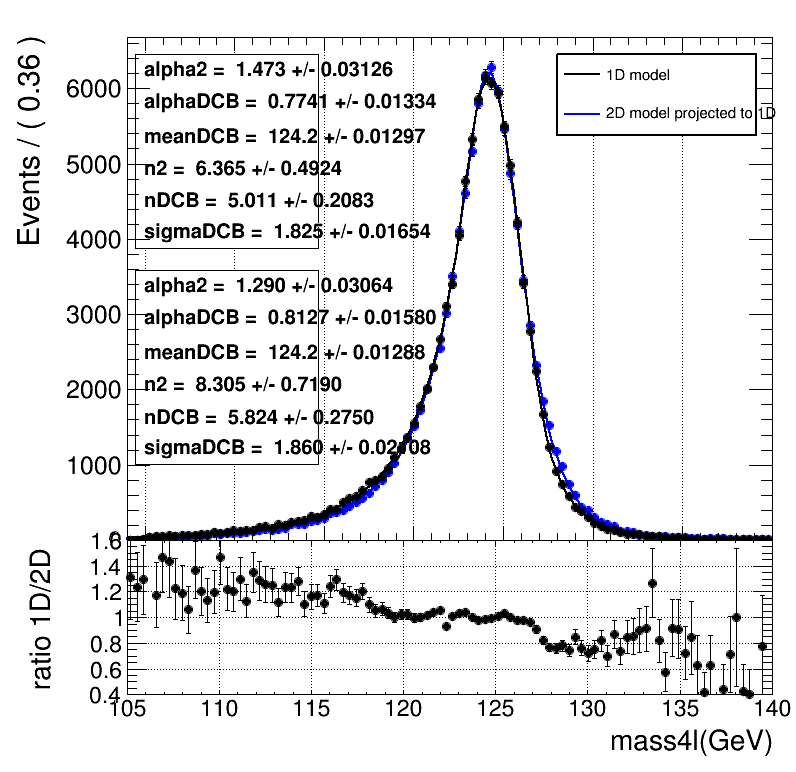 Events / ( 0.36 )
6000
5000
4000
3000
2000
1000
alpha2 = 1.473 +/- 0.03126
alphaDCB = 0.7741 +/- 0.01334
meanDCB = 124.2 +/- 0.01297
n2 = 6.365 +/- 0.4924
nDCB = 5.011 +/- 0.2083
sigmaDCB = 1.825 +/- 0.01654
alpha2 = 1.290 +/- 0.03064
alphaDCB = 0.8127 +/- 0.01580
meanDCB = 124.2 +/- 0.01288
n2 = 8.305 +/- 0.7190
nDCB = 5.824 +/- 0.2750
sigmaDCB = 1.860 +/- 0.02108
1D model
2D model projected to 1D
ratio 1D/2D
1.6
1.4
1.2
1
0.8
0.6
0.4
105 110 115 120 125 130 135 140
mass4l(GeV)